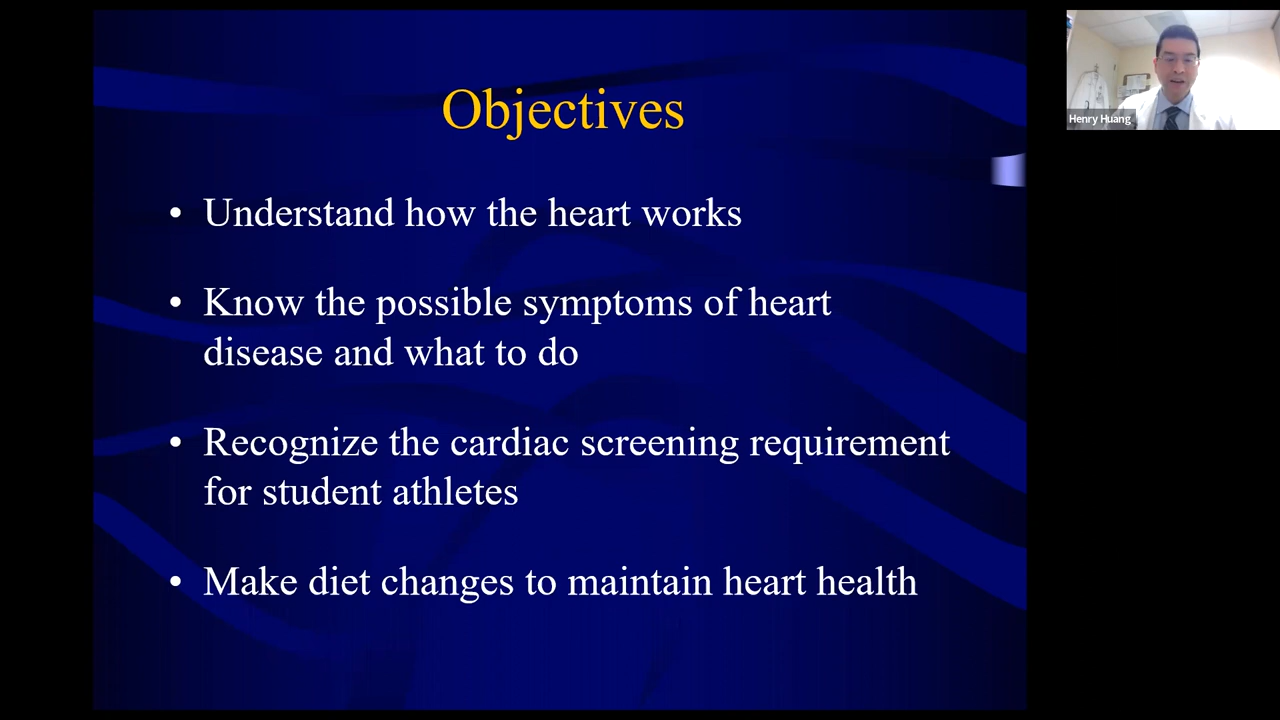 Objectives
• Understand how the heart works
• Know the possible symptoms of heart
disease and what to do
• Recognize the cardiac screening requirement
for student athletes
• Make diet changes to maintain heart health
Henry Huang